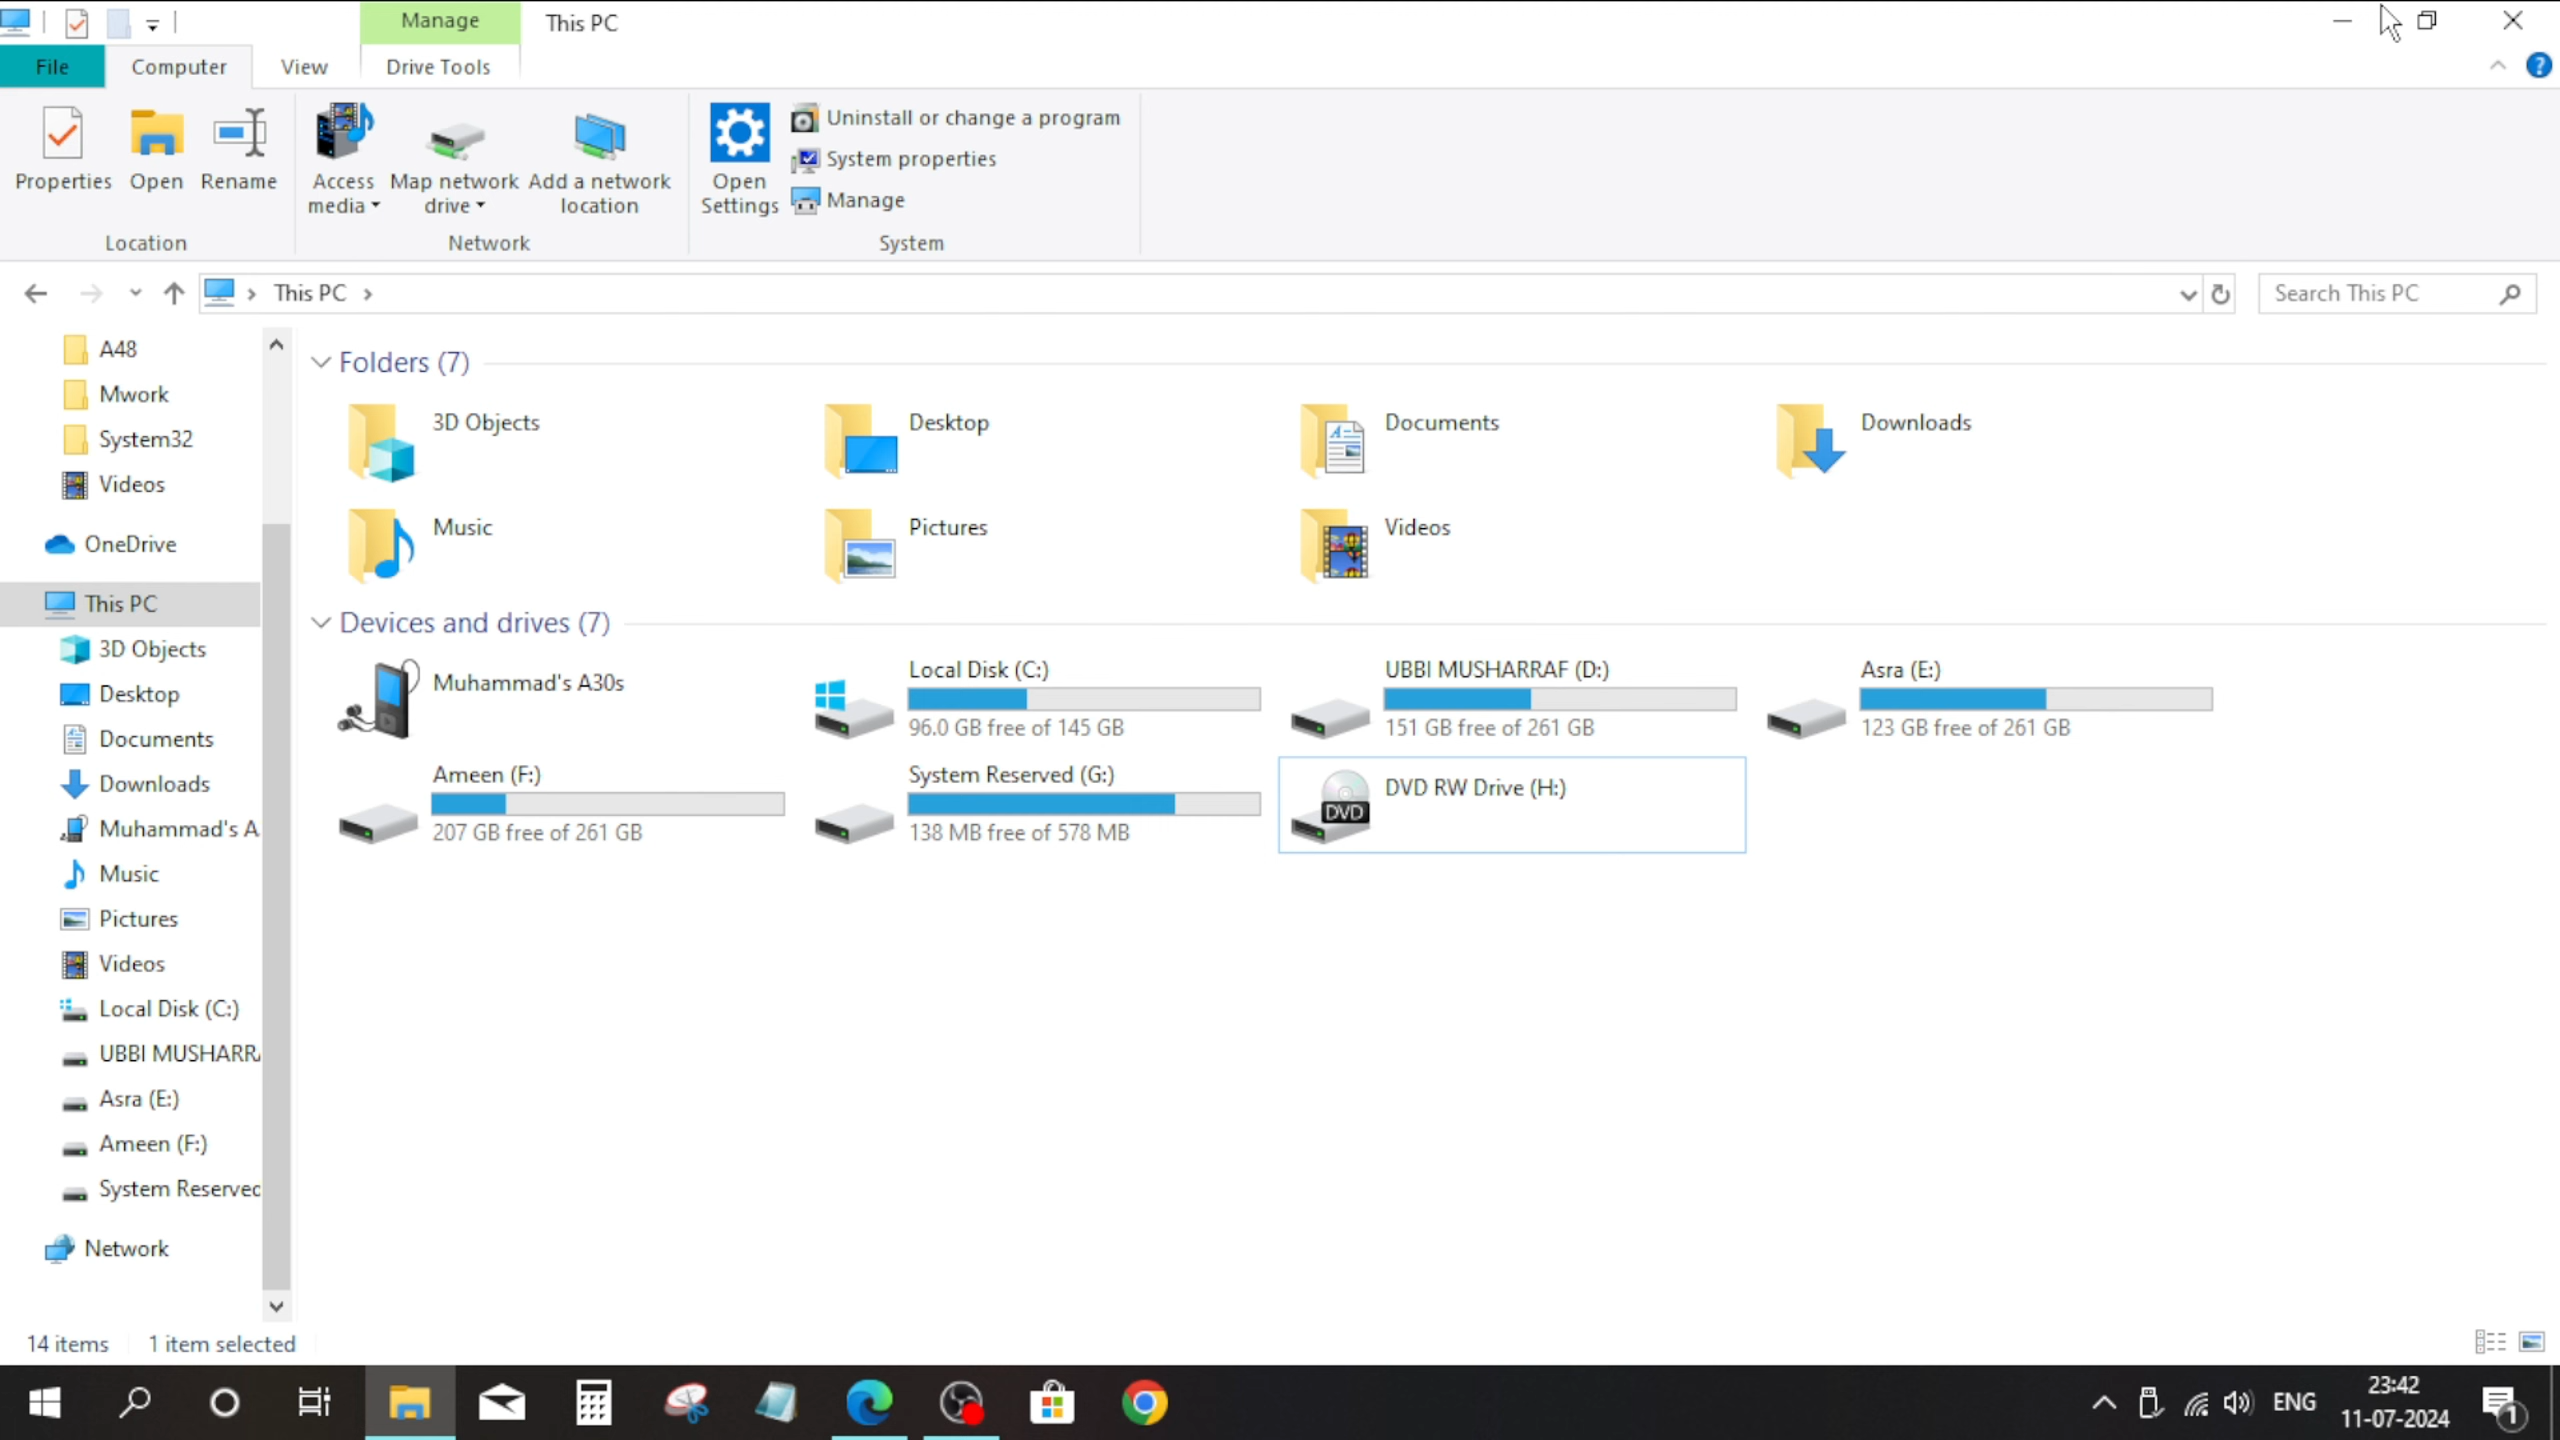 Manage
This PC
File
Computer
View
Drive Tools
Properties
Open
Rename
Access media
Map network drive
Add a network location
Open Settings
Uninstall or change a program
System properties
Manage
Location
Network
System
This PC
Search This PC
A48
Mwork
System32
Videos
OneDrive
This PC
3D Objects
Desktop
Documents
Downloads
Muhammad's A
Music
Pictures
Videos
Local Disk (C:)
UBBI MUSHARRA
Asra (E:)
Ameen (F:)
System Reserved
Network
Folders (7)
3D Objects
Desktop
Documents
Downloads
Music
Pictures
Videos
Devices and drives (7)
Muhammad's A30s
Local Disk (C:)
96.0 GB free of 145 GB
UBBI MUSHARRAF (D:)
151 GB free of 261 GB
Asra (E:)
123 GB free of 261 GB
Ameen (F:)
207 GB free of 261 GB
System Reserved (G:)
138 MB free of 578 MB
DVD
DVD RW Drive (H:)
14 items
1 item selected
ENG
23:42
11-07-2024
1